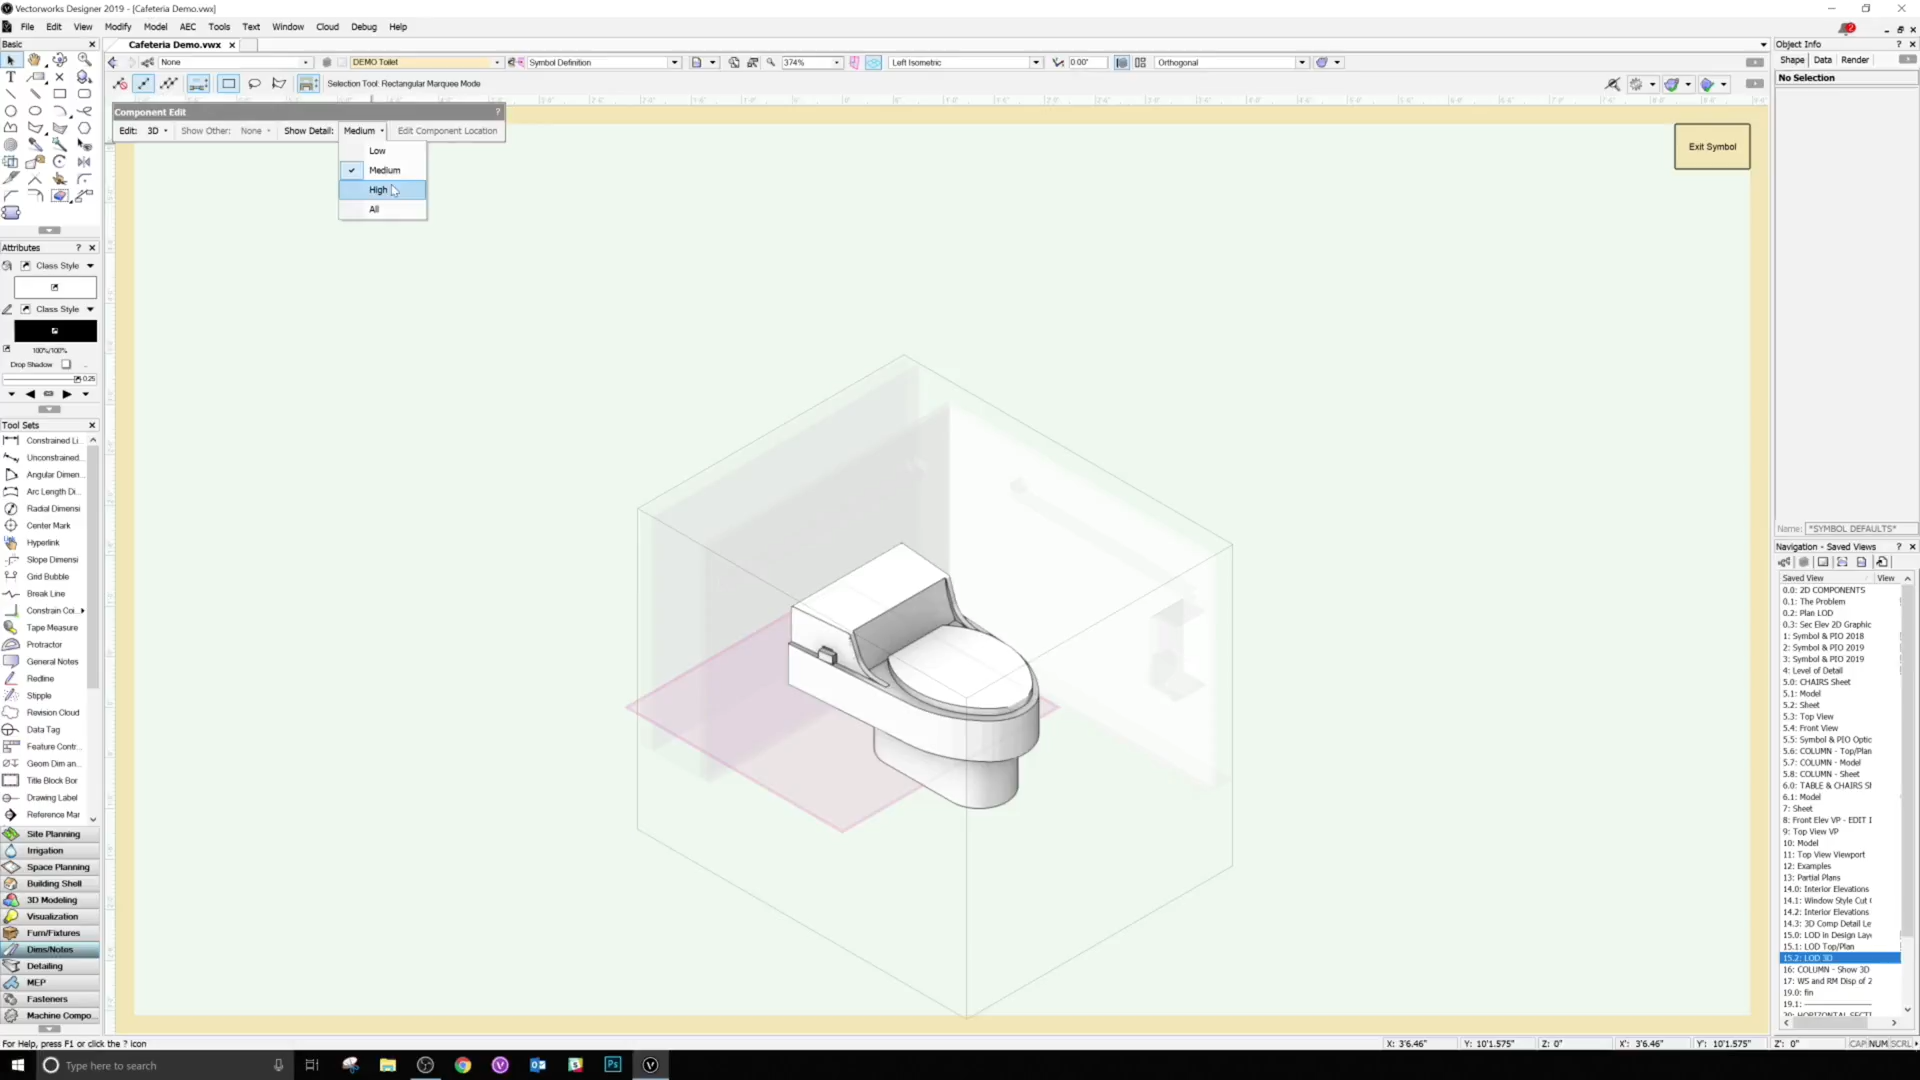 Vectorworks Designer 2019 - [Cafeteria Demo.vwx]
File Edit View Modify Model AEC Tools Text Window Cloud Debug Help
Basic
Cafeteria Demo.vwx
None
DEMO Toilet
Symbol Definition
374%
Left Isometric
0.00°
Orthogonal
Selection Tool: Rectangular Marquee Mode
Component Edit
?
Edit: 3D Show Other: None Show Detail: Medium Edit Component Location
Low
Medium
High
All
Exit Symbol
Attributes
?
Class Style
Class Style
100%/100%
Drop Shadow
0.25
Tool Sets
Constrained Li...
Unconstrained...
Angular Dimen...
Arc Length Di...
Radial Dimensi
Center Mark
Hyperlink
Slope Dimensi
Grid Bubble
Break Line
Constrain Coi...
Tape Measure
Protractor
General Notes
Redline
Stipple
Revision Cloud
Data Tag
Feature Contr...
Geom Dim an...
Title Block Bor
Drawing Label
Reference Mar
Site Planning
Irrigation
Space Planning
Building Shell
3D Modeling
Visualization
Furn/Fixtures
Dims/Notes
Detailing
MEP
Fasteners
Machine Compo...
Object Info
?
Shape Data Render
No Selection
Name: *SYMBOL DEFAULTS*
Navigation - Saved Views
?
Saved View View
0.0: 2D COMPONENTS
0.1: The Problem
0.2: Plan LOD
0.3: Sec Elev 2D Graphic
1: Symbol & PIO 2018
2: Symbol & PIO 2019
3: Symbol & PIO 2019
4: Level of Detail
5.0: CHAIRS Sheet
5.1: Model
5.2: Sheet
5.3: Top View
5.4: Front View
5.5: Symbol & PIO Optic
5.6: COLUMN - Top/Plan
5.7: COLUMN - Model
5.8: COLUMN - Sheet
6.0: TABLE & CHAIRS SI
6.1: Model
7: Sheet
8: Front Elev VP - EDIT I
9: Top View VP
10: Model
11: Top View Viewport
12: Examples
13: Partial Plans
14.0: Interior Elevations
14.1: Window Style Cut
14.2: Interior Elevations
14.3: 3D Comp Detail Le
15.0: LOD in Design Lay
15.1: LOD Top/Plan
15.2: LOD 3D
16: COLUMN - Show 3D
17: WS and RM Disp of 2
19.0: fin
19.1:
For Help, press F1 or click the ? icon
X: 3'6.46" Y: 10'1.575" Z: 0" X': 3'6.46" Y': 10'1.575" Z': 0" CAP NUM SCRL
Type here to search